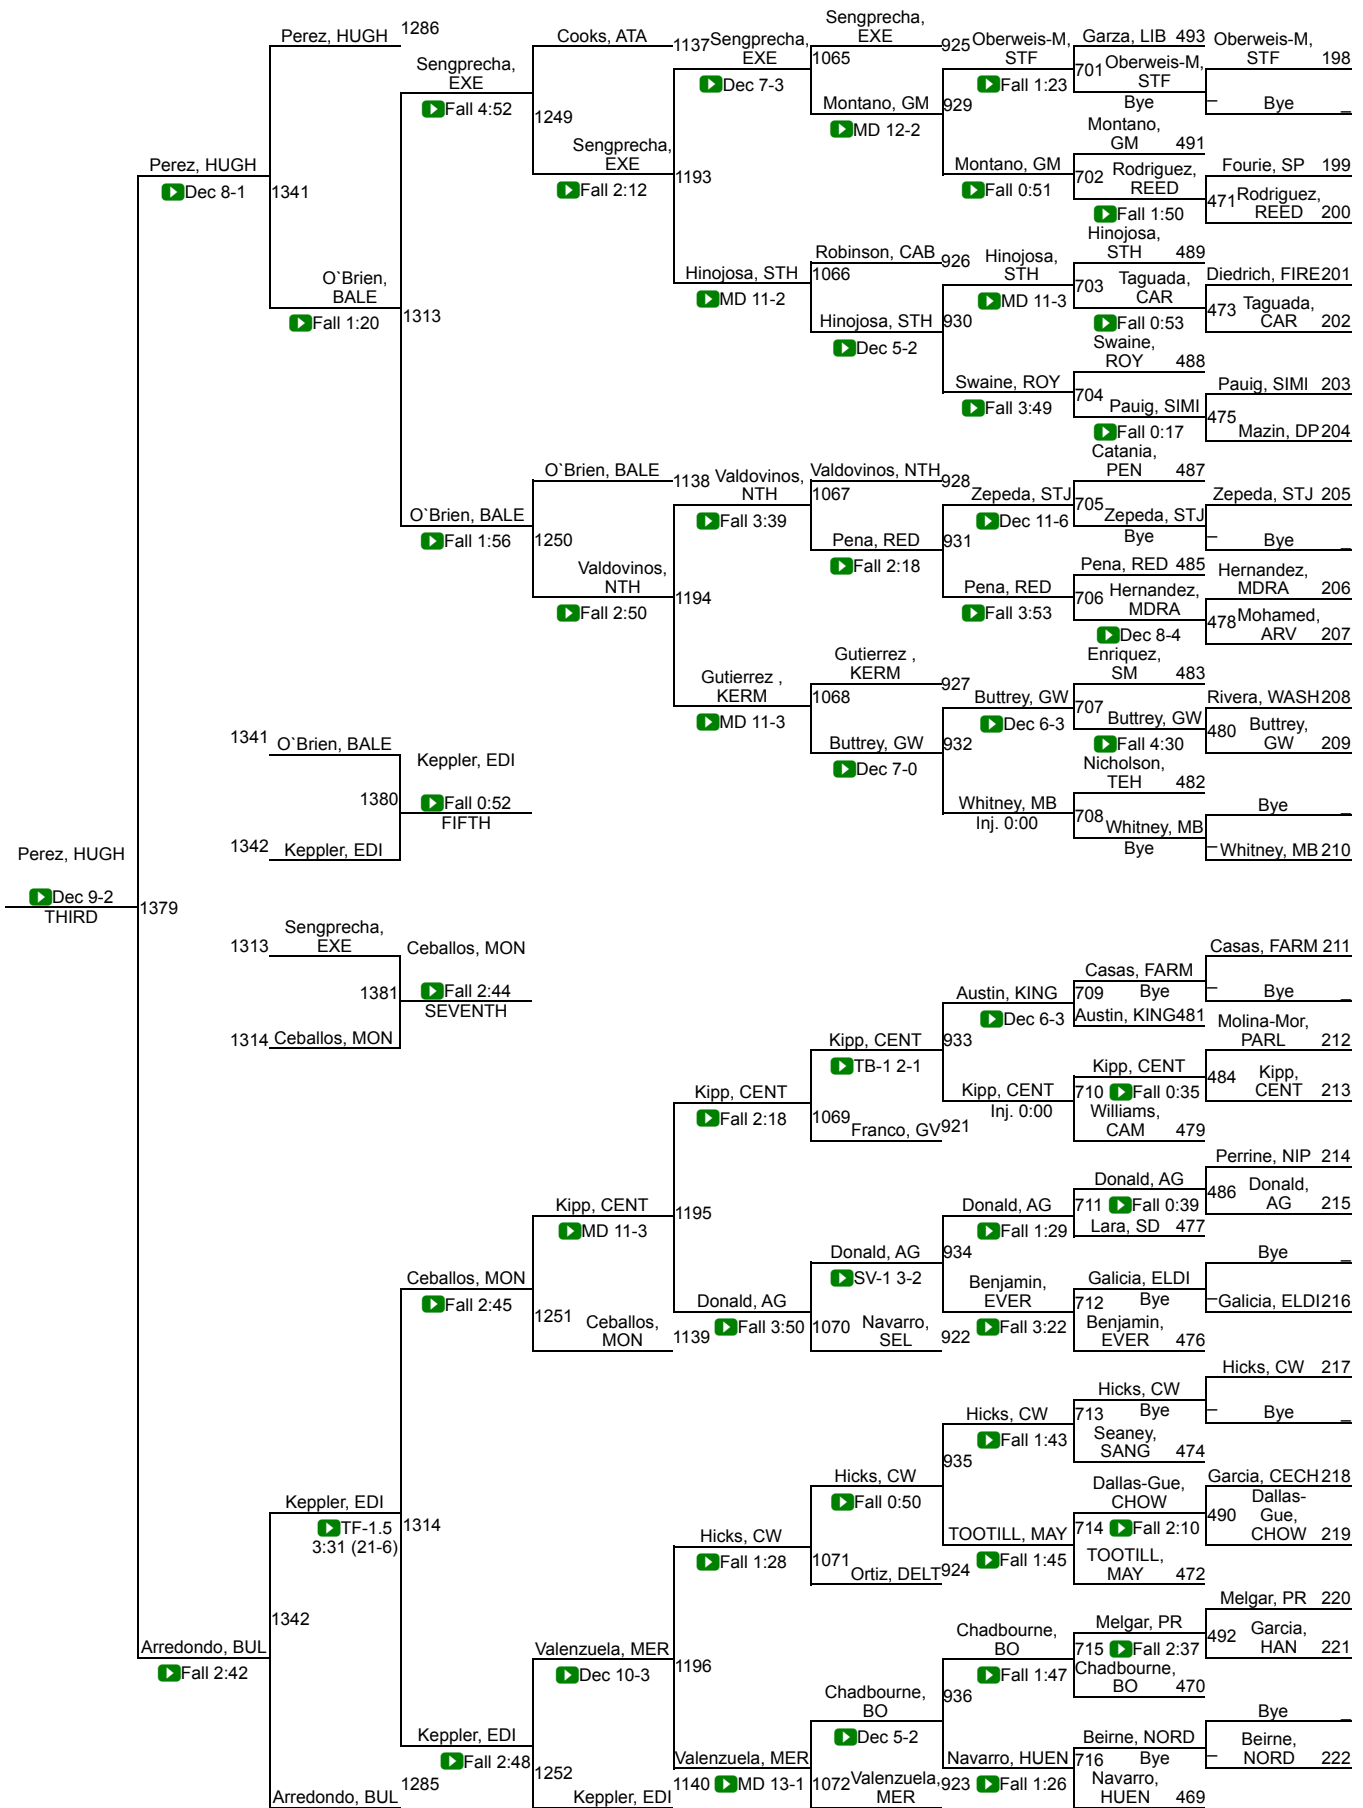 Perez, HUGH 1286
Cooks, ATA 1137
Sengprecha,
EXE
Sengprecha,
EXE 925
Oberweis-M,
STF
Garza, LIB 493
Oberweis-M,
STF 198
Sengprecha,
EXE
Fall 4:52
1249
Dec 7-3
1065
Montano, GM 929
MD 12-2
Fall 1:23
701 Oberweis-M,
STF
Bye
– Bye _
Montano,
GM 491
Sengprecha,
EXE
Fall 2:12
1193
Montano, GM
Fall 0:51
702 Rodriguez,
REED
Fall 1:50
Fourie, SP 199
471 Rodriguez,
REED 200
Perez, HUGH
Dec 8-1
1341
Hinojosa,
STH 489
Robinson, CAB 926
Hinojosa,
STH
MD 11-3
Hinojosa, STH
MD 11-2
1066
703 Taguada,
CAR
Fall 0:53
Diedrich, FIRE 201
473 Taguada,
CAR 202
O`Brien,
BALE
Fall 1:20
1313
Hinojosa, STH 930
Dec 5-2
Swaine,
ROY 488
Swaine, ROY
Fall 3:49
704 Pauig, SIMI
Fall 0:17
Pauig, SIMI 203
475
Mazin, DP 204
Catania,
PEN 487
O`Brien, BALE 1138
Valdovinos,
NTH
Fall 3:39
Valdovinos, NTH 928
1067
Zepeda, STJ
Dec 11-6
705 Zepeda, STJ
Bye
Zepeda, STJ 205
– Bye _
O`Brien, BALE
Fall 1:56
1250
Pena, RED 931
Fall 2:18
Pena, RED 485
Valdovinos,
NTH
Fall 2:50
1194
Pena, RED
Fall 3:53
706 Hernandez,
MDRA
Dec 8-4
Hernandez,
MDRA 206
478 Mohamed,
ARV 207
Enriquez,
SM 483
Gutierrez ,
KERM
MD 11-3
Gutierrez ,
KERM 927
1068
Buttrey, GW
Dec 6-3
707
Buttrey, GW
Fall 4:30
Rivera, WASH 208
480 Buttrey,
GW 209
1341 O`Brien, BALE
Keppler, EDI
Buttrey, GW 932
Dec 7-0
Nicholson,
TEH 482
1380
Fall 0:52
FIFTH
Whitney, MB
Inj. 0:00
708
Whitney, MB
Bye
Bye _
– Whitney, MB 210
1342 Keppler, EDI
Perez, HUGH
Dec 9-2
THIRD
1379
1313 Sengprecha,
EXE
Ceballos, MON
1381
Fall 2:44
SEVENTH
1314 Ceballos, MON
Casas, FARM 211
Casas, FARM
Austin, KING
Dec 6-3
709 Bye
Austin, KING 481
– Bye _
Kipp, CENT
TB-1 2-1
933
Molina-Mor,
PARL 212
Kipp, CENT
Kipp, CENT
Fall 2:18
Kipp, CENT
Inj. 0:00
710 Fall 0:35
Williams,
CAM 479
484 Kipp,
CENT 213
1069
Franco, GV 921
Perrine, NIP 214
Donald, AG
Kipp, CENT
MD 11-3
1195
Donald, AG
Fall 1:29
711 Fall 0:39
Lara, SD 477
486 Donald,
AG 215
Donald, AG
SV-1 3-2
934
Bye _
Ceballos, MON
Fall 2:45
Benjamin,
EVER
Fall 3:22
Galicia, ELDI
712 Bye
Benjamin,
EVER 476
– Galicia, ELDI 216
Donald, AG
Fall 3:50
1251 Ceballos,
MON 1139
1070 Navarro,
SEL 922
Hicks, CW 217
Hicks, CW
Hicks, CW
Fall 1:43
713 Bye
Seaney,
SANG 474
– Bye _
935
Hicks, CW
Fall 0:50
Dallas-Gue,
CHOW
Garcia, CECH 218
490 Dallas-
Gue,
CHOW 219
Keppler, EDI
TF-1.5
3:31 (21-6)
1314
Hicks, CW
Fall 1:28
TOOTILL, MAY
Fall 1:45
714 Fall 2:10
TOOTILL,
MAY 472
1071
Ortiz, DELT 924
Melgar, PR 220
1342
Chadbourne,
BO
Fall 1:47
Melgar, PR
715 Fall 2:37
Chadbourne,
BO 470
492 Garcia,
HAN 221
Arredondo, BUL
Fall 2:42
Valenzuela, MER
Dec 10-3
1196
Chadbourne,
BO
Dec 5-2
936
Bye _
Keppler, EDI
Fall 2:48
Beirne, NORD
– Beirne,
NORD 222
Valenzuela, MER
1252
Keppler, EDI 1140
MD 13-1
1072 Valenzuela,
MER 923
Navarro, HUEN
Fall 1:26
716 Bye
Navarro,
HUEN 469
Arredondo, BUL 1285